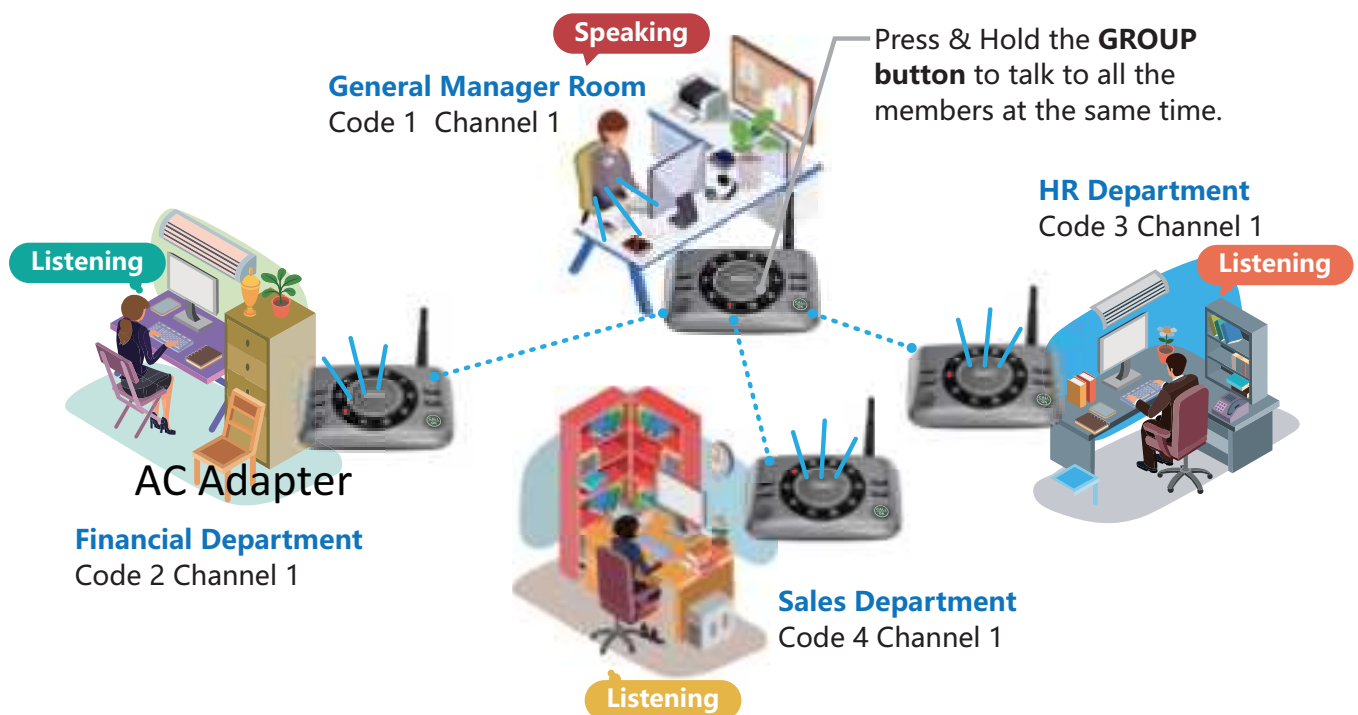 Speaking
Press & Hold the GROUP
button to talk to all the
members at the same time.
General Manager Room
Code 1 Channel 1
HR Department
Code 3 Channel 1
Listening
Listening
AC Adapter
Financial Department
Code 2 Channel 1
Sales Department
Code 4 Channel 1
Listening